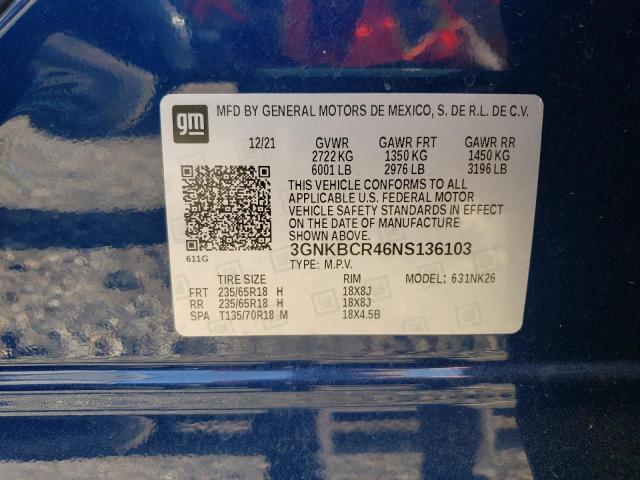 gm
MFD BY GENERAL MOTORS DE MEXICO, S. DE R.L. DE C.V.
12/21 GVWR GAWR FRT GAWR RR
2722 KG 1350 KG 1450 KG
6001 LB 2976 LB 3196 LB
THIS VEHICLE CONFORMS TO ALL
APPLICABLE U.S. FEDERAL MOTOR
VEHICLE SAFETY STANDARDS IN EFFECT
ON THE DATE OF MANUFACTURE
SHOWN ABOVE.
611G
3GNKBCR46NS136103
TYPE: M.P.V.
TIRE SIZE RIM MODEL: 631NK26
FRT 235/65R18 H 18X8J
RR 235/65R18 H 18X8J
SPA T135/70R18 M 18X4.5B